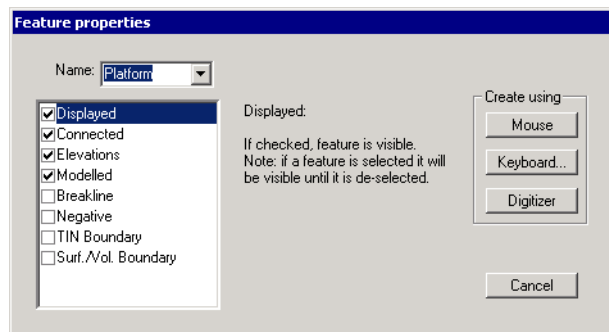 Feature properties
Name: Platform
Displayed
Connected
Elevations
Modelled
Breakline
Negative
TIN Boundary
Surf./Vol. Boundary
Displayed:
If checked, feature is visible.
Note: if a feature is selected it will
be visible until it is de-selected.
Create using
Mouse
Keyboard...
Digitizer
Cancel